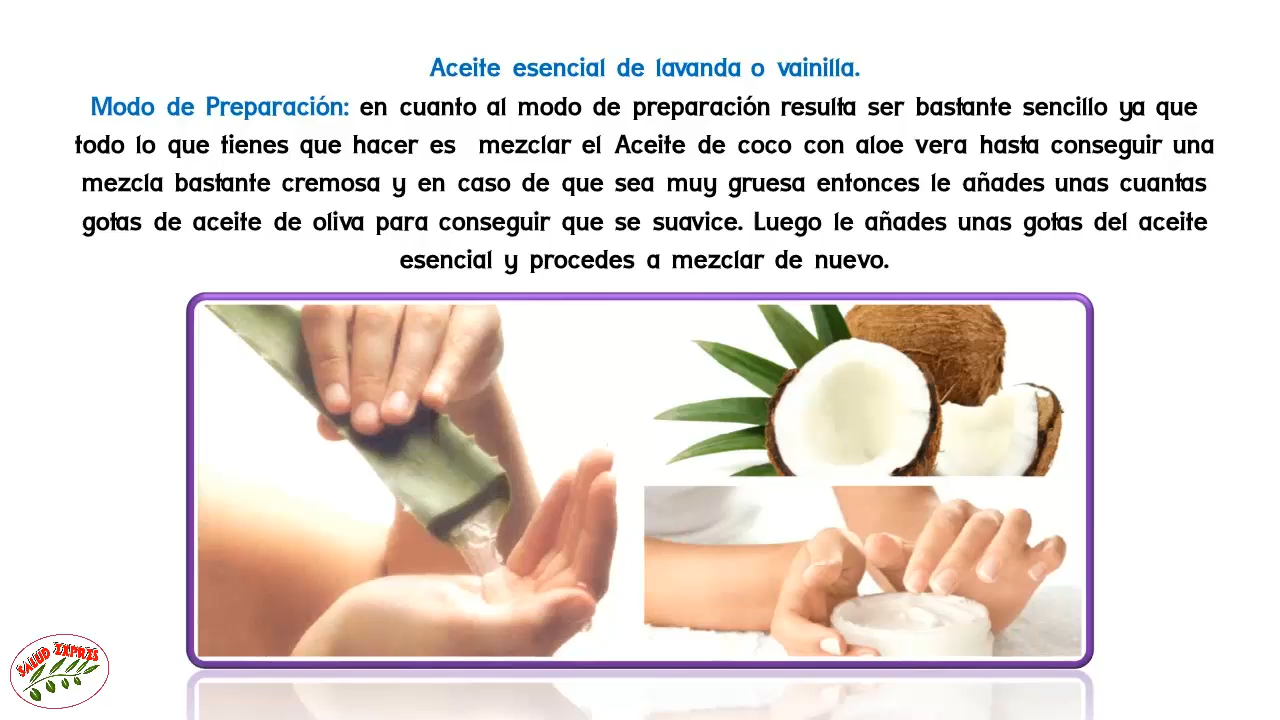 Aceite esencial de lavanda o vainilla.
Modo de Preparación: en cuanto al modo de preparación resulta ser bastante sencillo ya que
todo lo que tienes que hacer es mezclar el Aceite de coco con aloe vera hasta conseguir una
mezcla bastante cremosa y en caso de que sea muy gruesa entonces le añades unas cuantas
gotas de aceite de oliva para conseguir que se suavice. Luego le añades unas gotas del aceite
esencial y procedes a mezclar de nuevo.
SALUD EXPRÉS